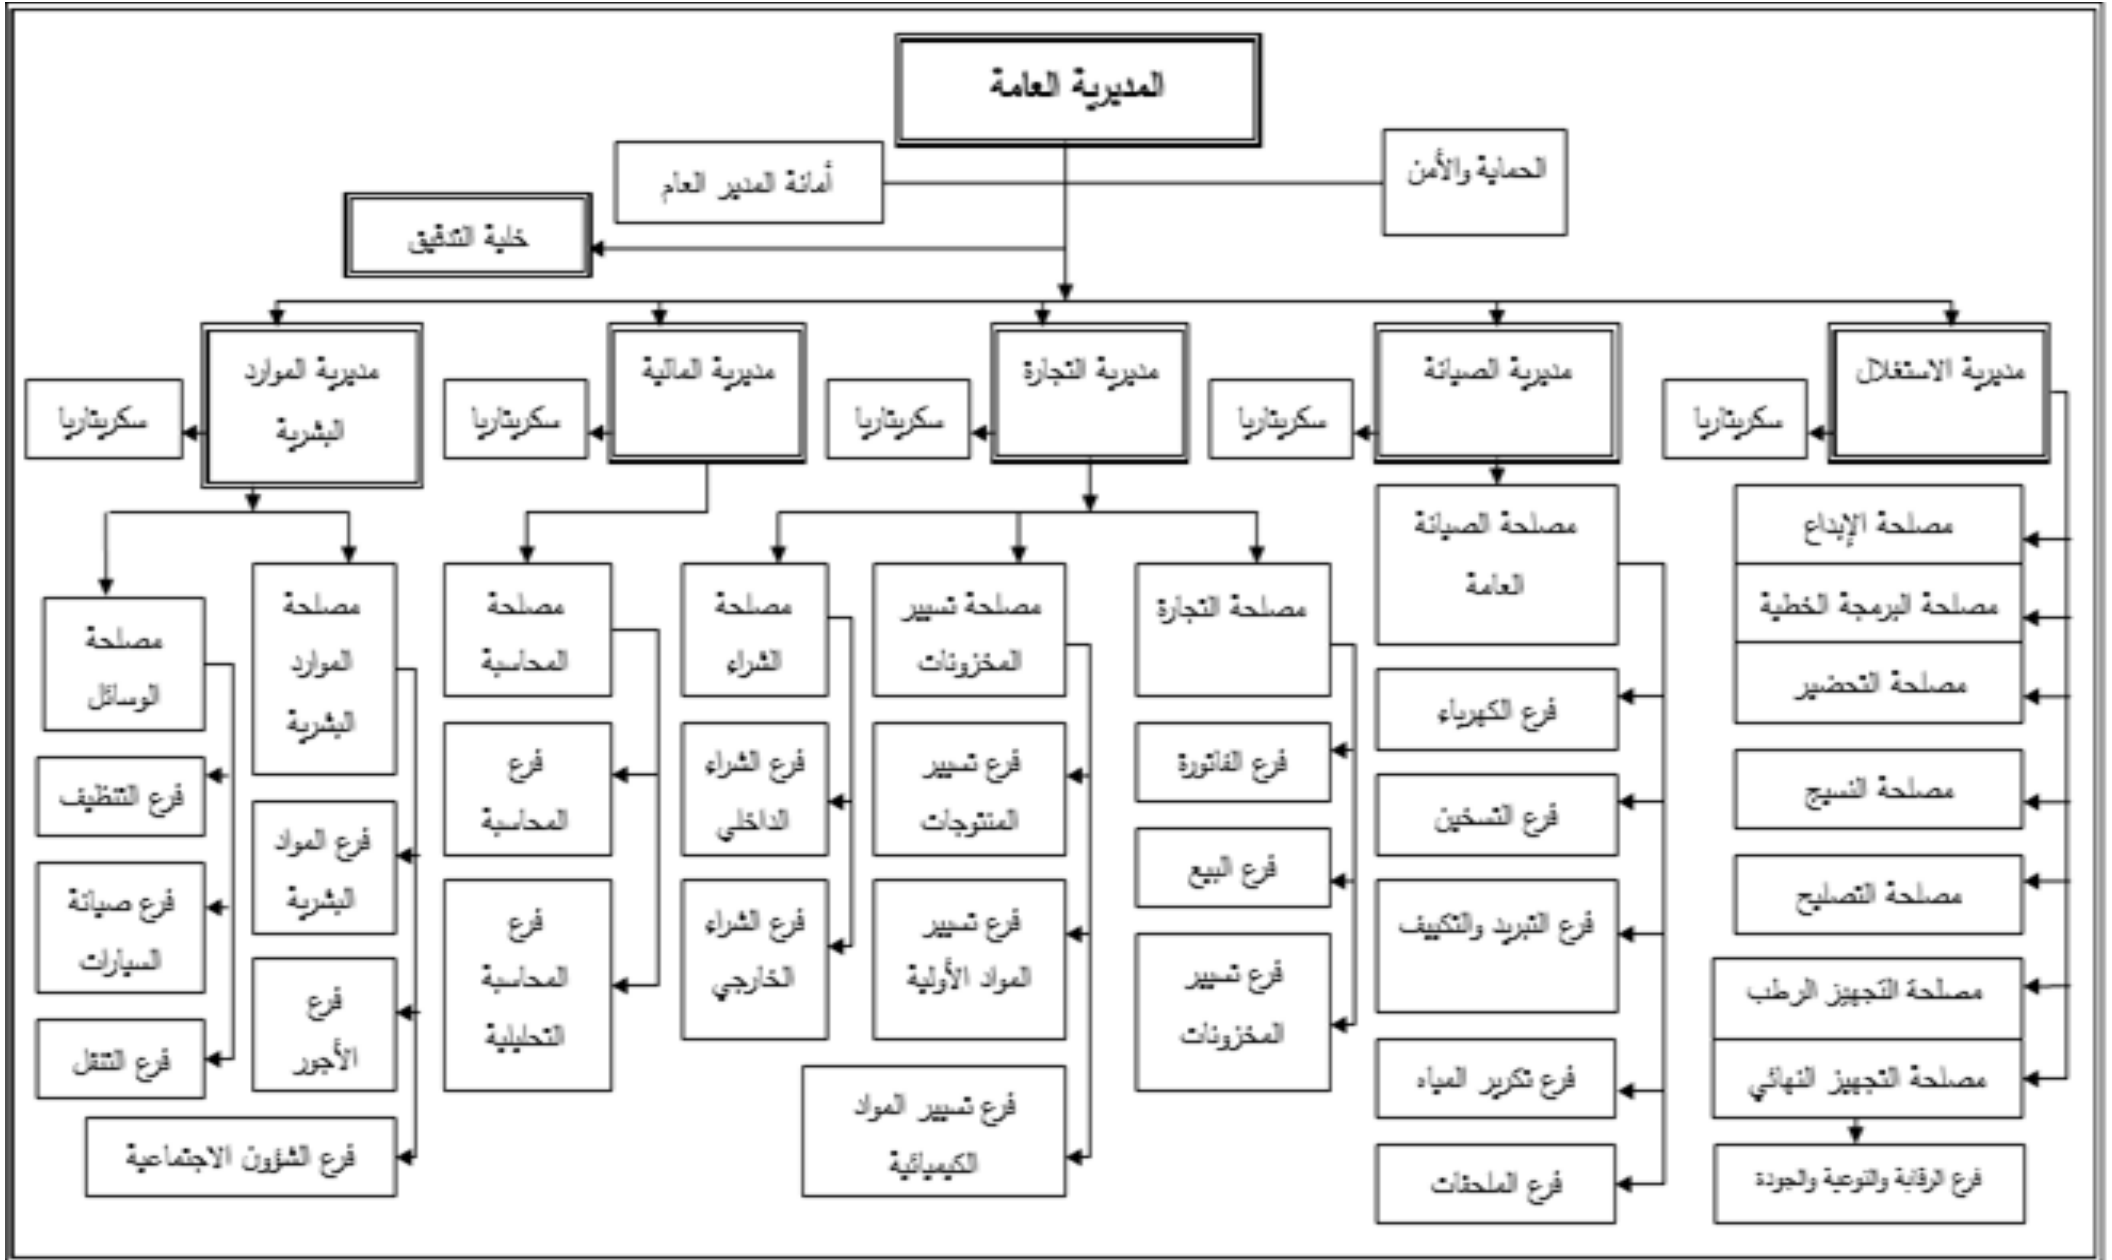 المديرية العامة
الحماية والأمن
أمانة المدير العام
خلية التدقيق
مديرية الاستغلال
سكريتاريا
مديرية الصيانة
سكريتاريا
مديرية التجارة
سكريتاريا
مديرية المالية
سكريتاريا
مديرية الموارد
البشرية
سكريتاريا
مصلحة الإبداع
مصلحة البرمجة الخطية
مصلحة التحضير
مصلحة النسيج
مصلحة التصليح
مصلحة التجهيز الرطب
مصلحة التجهيز النهائي
فرع الرقابة والنوعية والجودة
مصلحة الصيانة
العامة
فرع الكهرباء
فرع التسخين
فرع التبريد والتكييف
فرع تكرير المياه
فرع الملحقات
مصلحة التجارة
فرع الفاتورة
فرع البيع
فرع تسيير
المخزونات
مصلحة تسيير
المخزونات
فرع تسيير
المنتوجات
فرع تسيير
المواد الأولية
فرع تسيير المواد
الكيميائية
مصلحة
الشراء
فرع الشراء
الداخلي
فرع الشراء
الخارجي
مصلحة
المحاسبة
فرع
المحاسبة
فرع
المحاسبة
التحليلية
مصلحة
الموارد
البشرية
فرع المواد
البشرية
فرع
الأجور
فرع الشؤون الاجتماعية
مصلحة
الوسائل
فرع التنظيف
فرع صيانة
السيارات
فرع التنقل